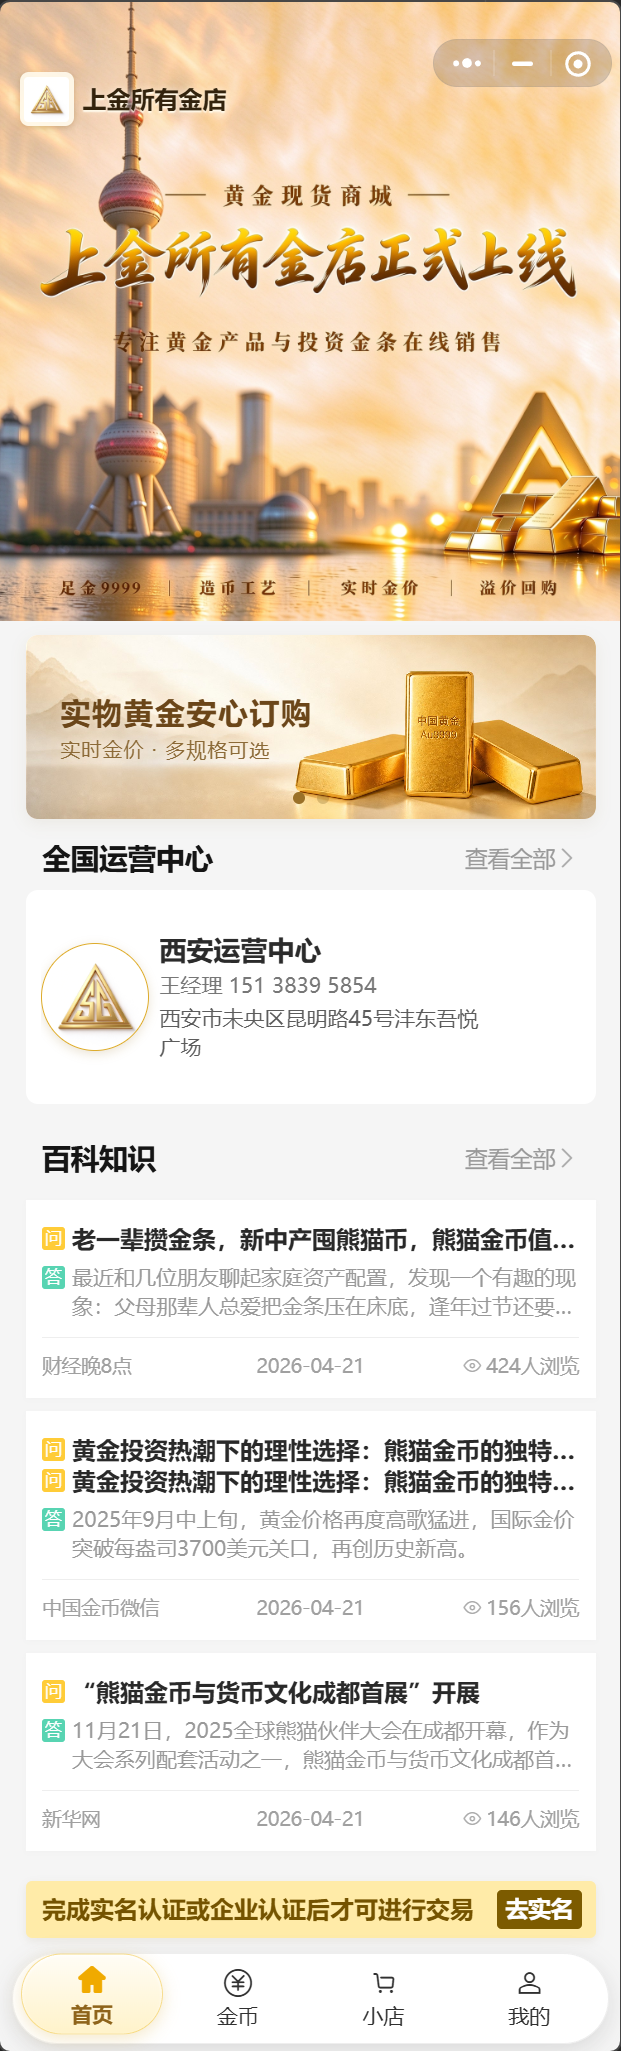 上金所有金店
黄金现货商城
上金所有金店正式上线
专注黄金产品与投资金条在线销售
足金9999 | 造币工艺 | 实时金价 | 溢价回购
实物黄金安心订购
实时金价 · 多规格可选
中国黄金
Au9999
全国运营中心 查看全部
西安运营中心
王经理 151 3839 5854
西安市未央区昆明路45号沣东吾悦
广场
百科知识 查看全部
问 老一辈攒金条，新中产囤熊猫币，熊猫金币值...
答 最近和几位朋友聊起家庭资产配置，发现一个有趣的现
象：父母那辈人总爱把金条压在床底，逢年过节还要...
财经晚8点 2026-04-21 424人浏览
问 黄金投资热潮下的理性选择：熊猫金币的独特...
问 黄金投资热潮下的理性选择：熊猫金币的独特...
答 2025年9月中上旬，黄金价格再度高歌猛进，国际金价
突破每盎司3700美元关口，再创历史新高。
中国金币微信 2026-04-21 156人浏览
问 “熊猫金币与货币文化成都首展”开展
答 11月21日，2025全球熊猫伙伴大会在成都开幕，作为
大会系列配套活动之一，熊猫金币与货币文化成都首...
新华网 2026-04-21 146人浏览
完成实名认证或企业认证后才可进行交易 去实名
首页 金币 小店 我的